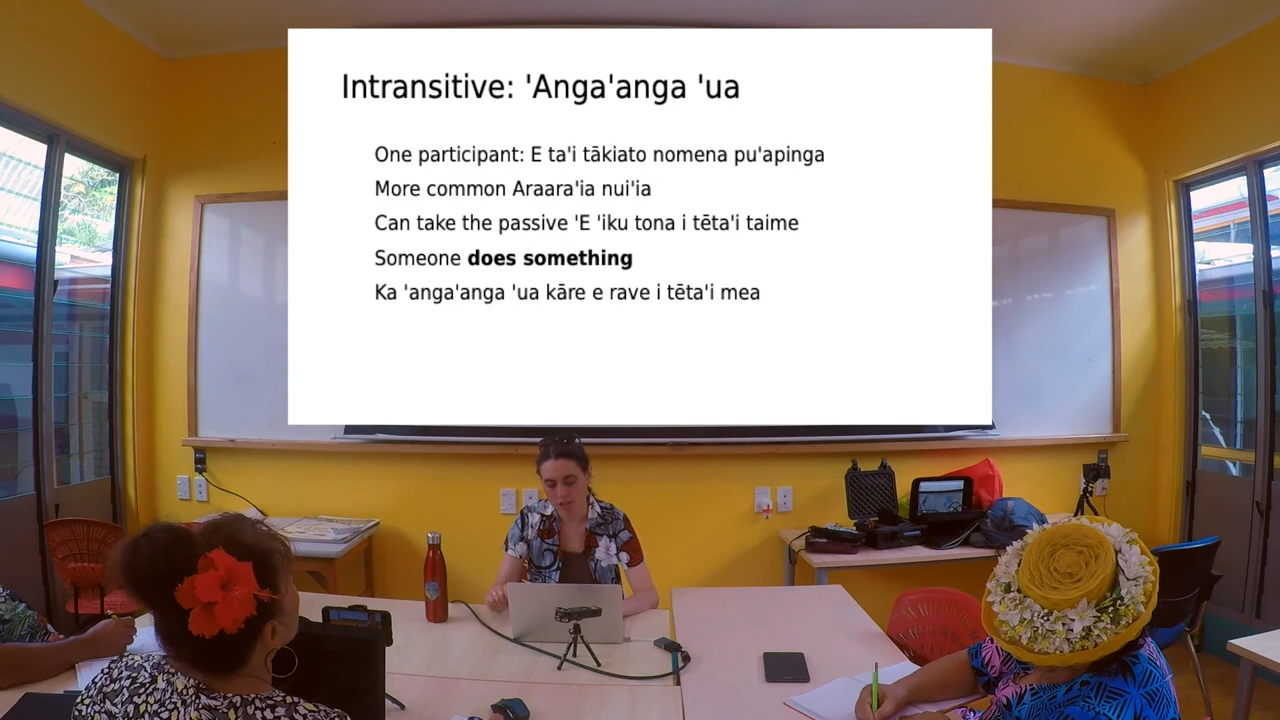 Intransitive: 'Anga'anga 'ua
One participant: E ta'i tākiato nomena pu'apinga
More common Araara'ia nui'ia
Can take the passive 'E 'iku tona i tēta'i taime
Someone does something
Ka 'anga'anga 'ua kāre e rave i tēta'i mea